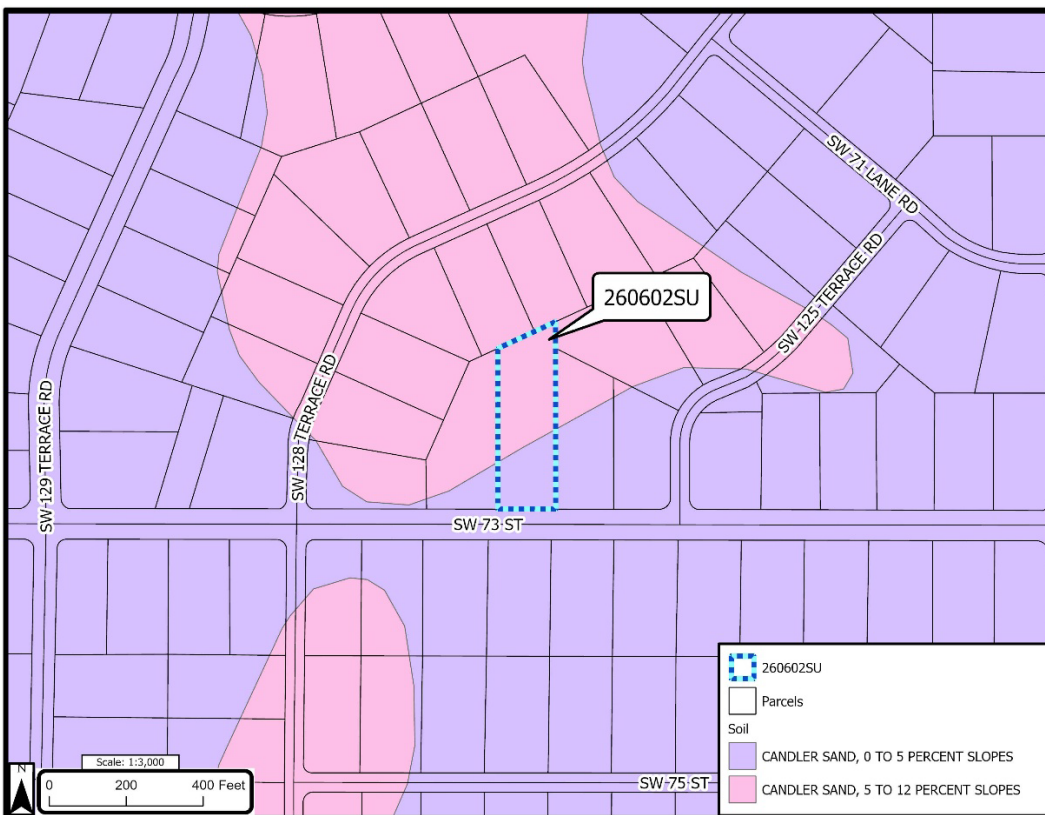 SW 71 LANE RD
SW 125 TERRACE RD
260602SU
SW 128 TERRACE RD
SW 129 TERRACE RD
SW 73 ST
SW 75 ST
260602SU
Parcels
Soil
CANDLER SAND, 0 TO 5 PERCENT SLOPES
CANDLER SAND, 5 TO 12 PERCENT SLOPES
N
Scale: 1:3,000
0 200 400 Feet